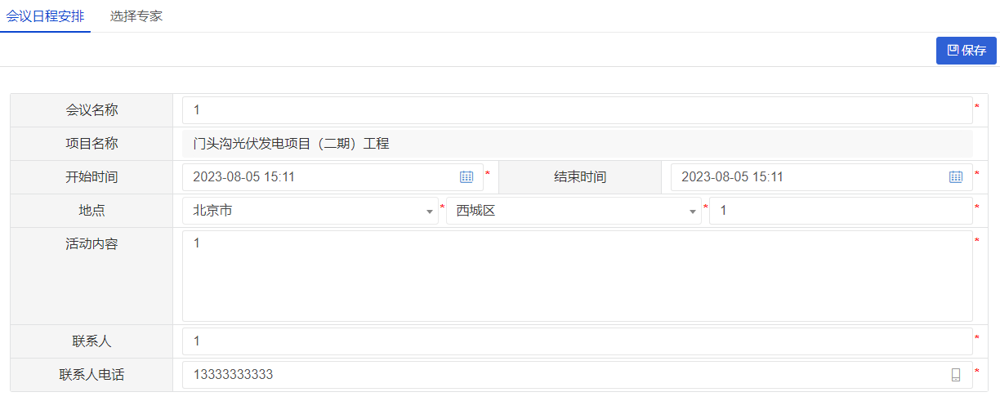 会议日程安排 选择专家
保存
会议名称 1 *
项目名称 门头沟光伏发电项目（二期）工程
开始时间 2023-08-05 15:11 * 结束时间 2023-08-05 15:11 *
地点 北京市 * 西城区 * 1 *
活动内容 1 *
联系人 1 *
联系人电话 13333333333 *